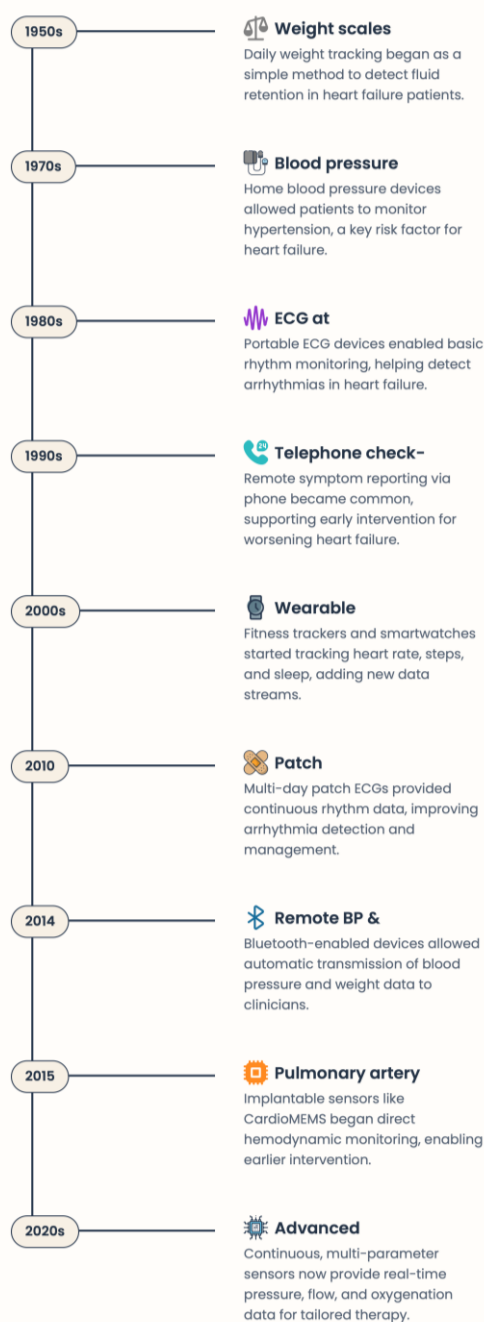 1950s
Weight scales
Daily weight tracking began as a
simple method to detect fluid
retention in heart failure patients.
1970s
Blood pressure
Home blood pressure devices
allowed patients to monitor
hypertension, a key risk factor for
heart failure.
1980s
ECG at
Portable ECG devices enabled basic
rhythm monitoring, helping detect
arrhythmias in heart failure.
1990s
24
Telephone check-
Remote symptom reporting via
phone became common,
supporting early intervention for
worsening heart failure.
2000s
Wearable
Fitness trackers and smartwatches
started tracking heart rate, steps,
and sleep, adding new data
streams.
2010
Patch
Multi-day patch ECGs provided
continuous rhythm data, improving
arrhythmia detection and
management.
2014
Remote BP &
Bluetooth-enabled devices allowed
automatic transmission of blood
pressure and weight data to
clinicians.
2015
Pulmonary artery
Implantable sensors like
CardioMEMS began direct
hemodynamic monitoring, enabling
earlier intervention.
2020s
Advanced
Continuous, multi-parameter
sensors now provide real-time
pressure, flow, and oxygenation
data for tailored therapy.